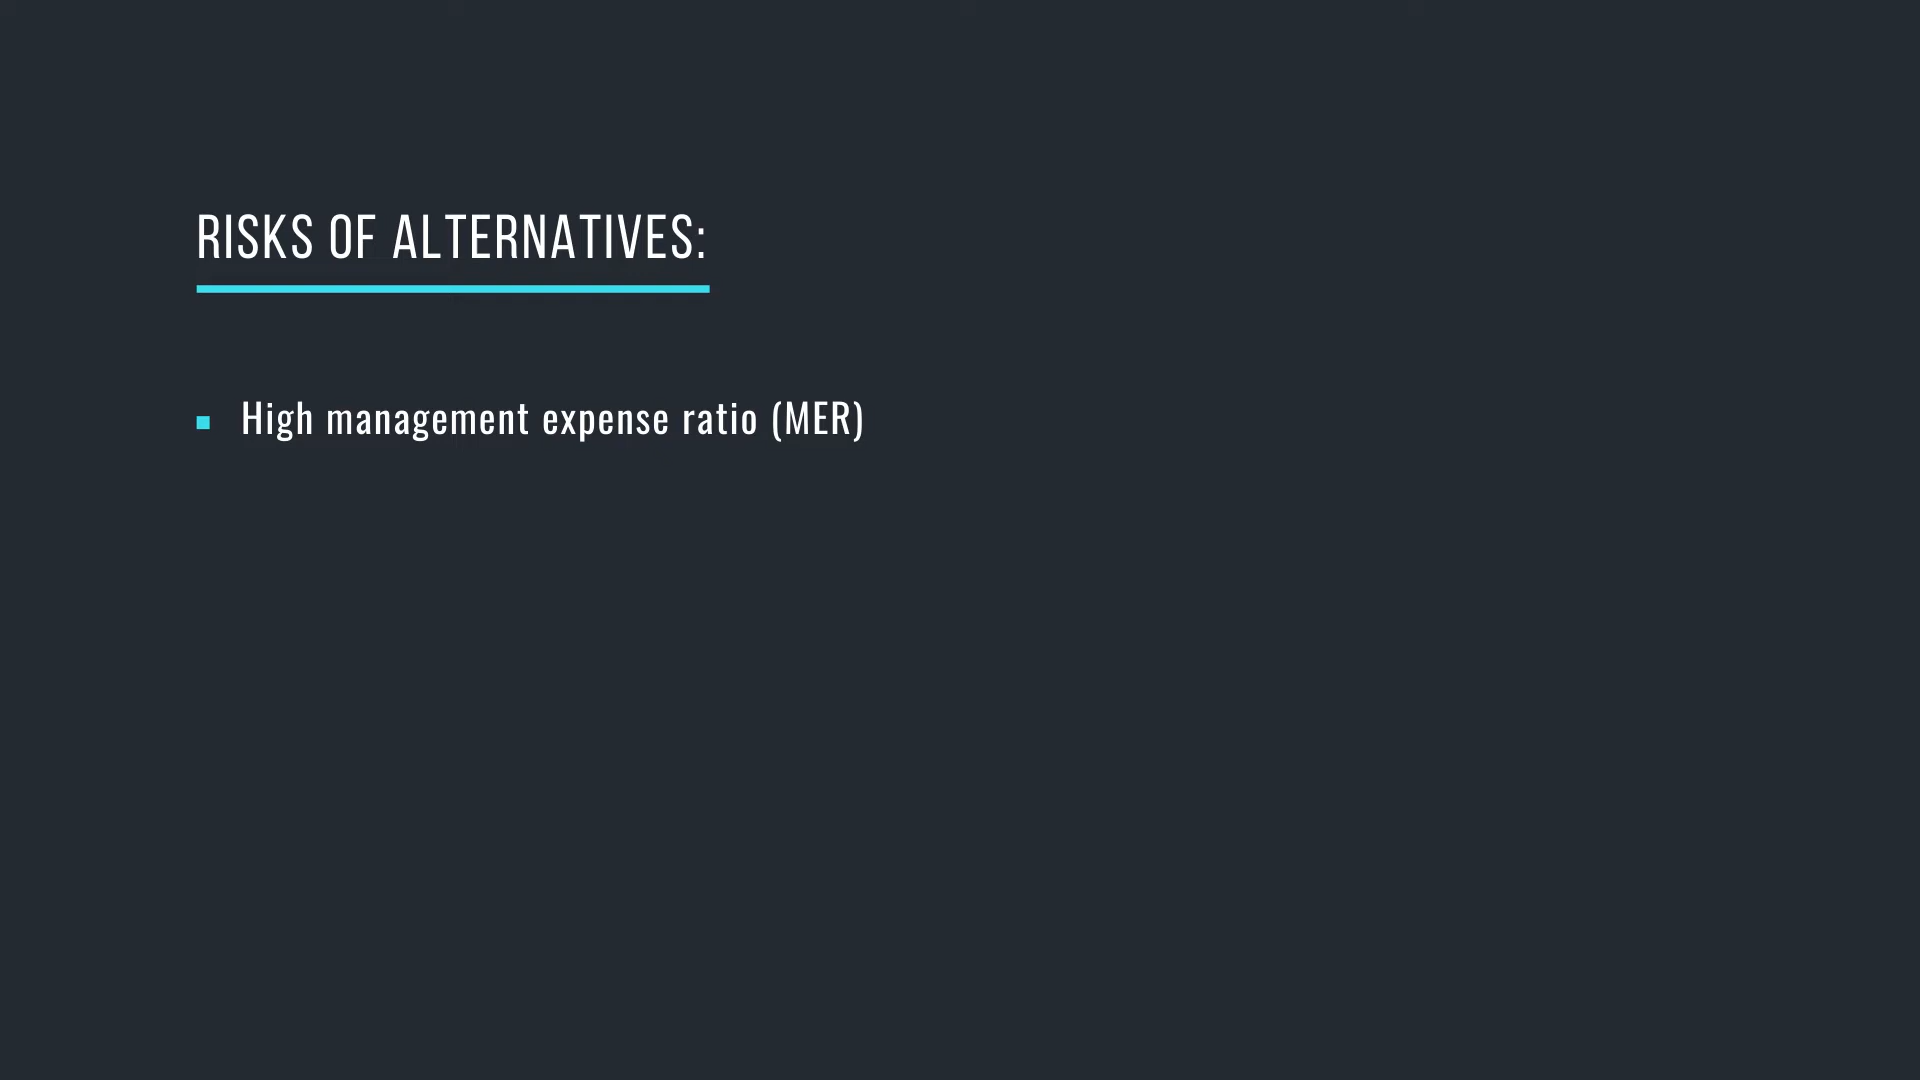 RISKS OF ALTERNATIVES:
High management expense ratio (MER)